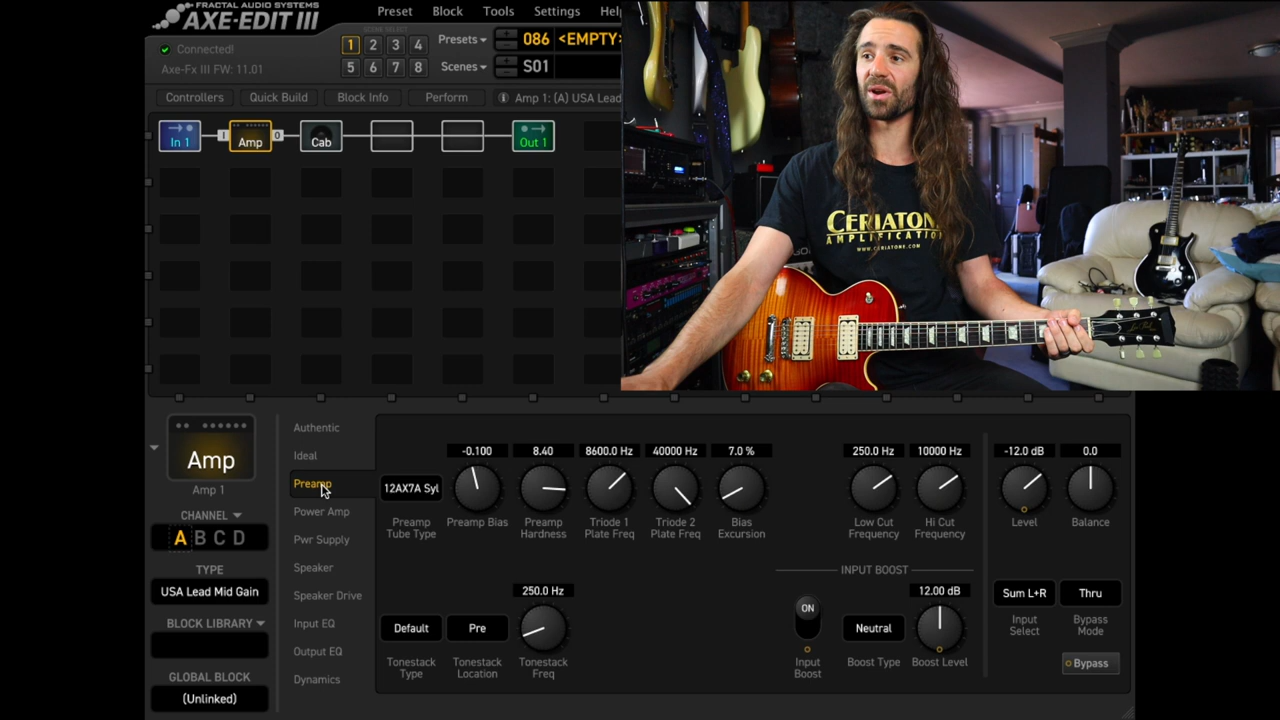 FRACTAL AUDIO SYSTEMS
AXE-EDIT III
Preset Block Tools Settings Help
Connected!
Axe-Fx III FW: 11.01
SCENE SELECT
1 2 3 4
5 6 7 8
Presets
086 <EMPTY>
Scenes
S01
Controllers Quick Build Block Info Perform Amp 1: (A) USA Lead
In 1 I Amp O Cab Out 1
CERIATONE
AMPLIFICATION
WWW.CERIATONE.COM
Amp
Amp 1
CHANNEL
A B C D
TYPE
USA Lead Mid Gain
BLOCK LIBRARY
GLOBAL BLOCK
(Unlinked)
Authentic
Ideal
Preamp
Power Amp
Pwr Supply
Speaker
Speaker Drive
Input EQ
Output EQ
Dynamics
-0.100 8.40 8600.0 Hz 40000 Hz 7.0 % 250.0 Hz 10000 Hz -12.0 dB 0.0
12AX7A Syl
Preamp Tube Type Preamp Bias Preamp Hardness Triode 1 Plate Freq Triode 2 Plate Freq Bias Excursion Low Cut Frequency Hi Cut Frequency Level Balance
INPUT BOOST
250.0 Hz 12.00 dB
Default Pre ON Neutral Sum L+R Thru
Tonestack Type Tonestack Location Tonestack Freq Input Boost Boost Type Boost Level Input Select Bypass Mode
Bypass